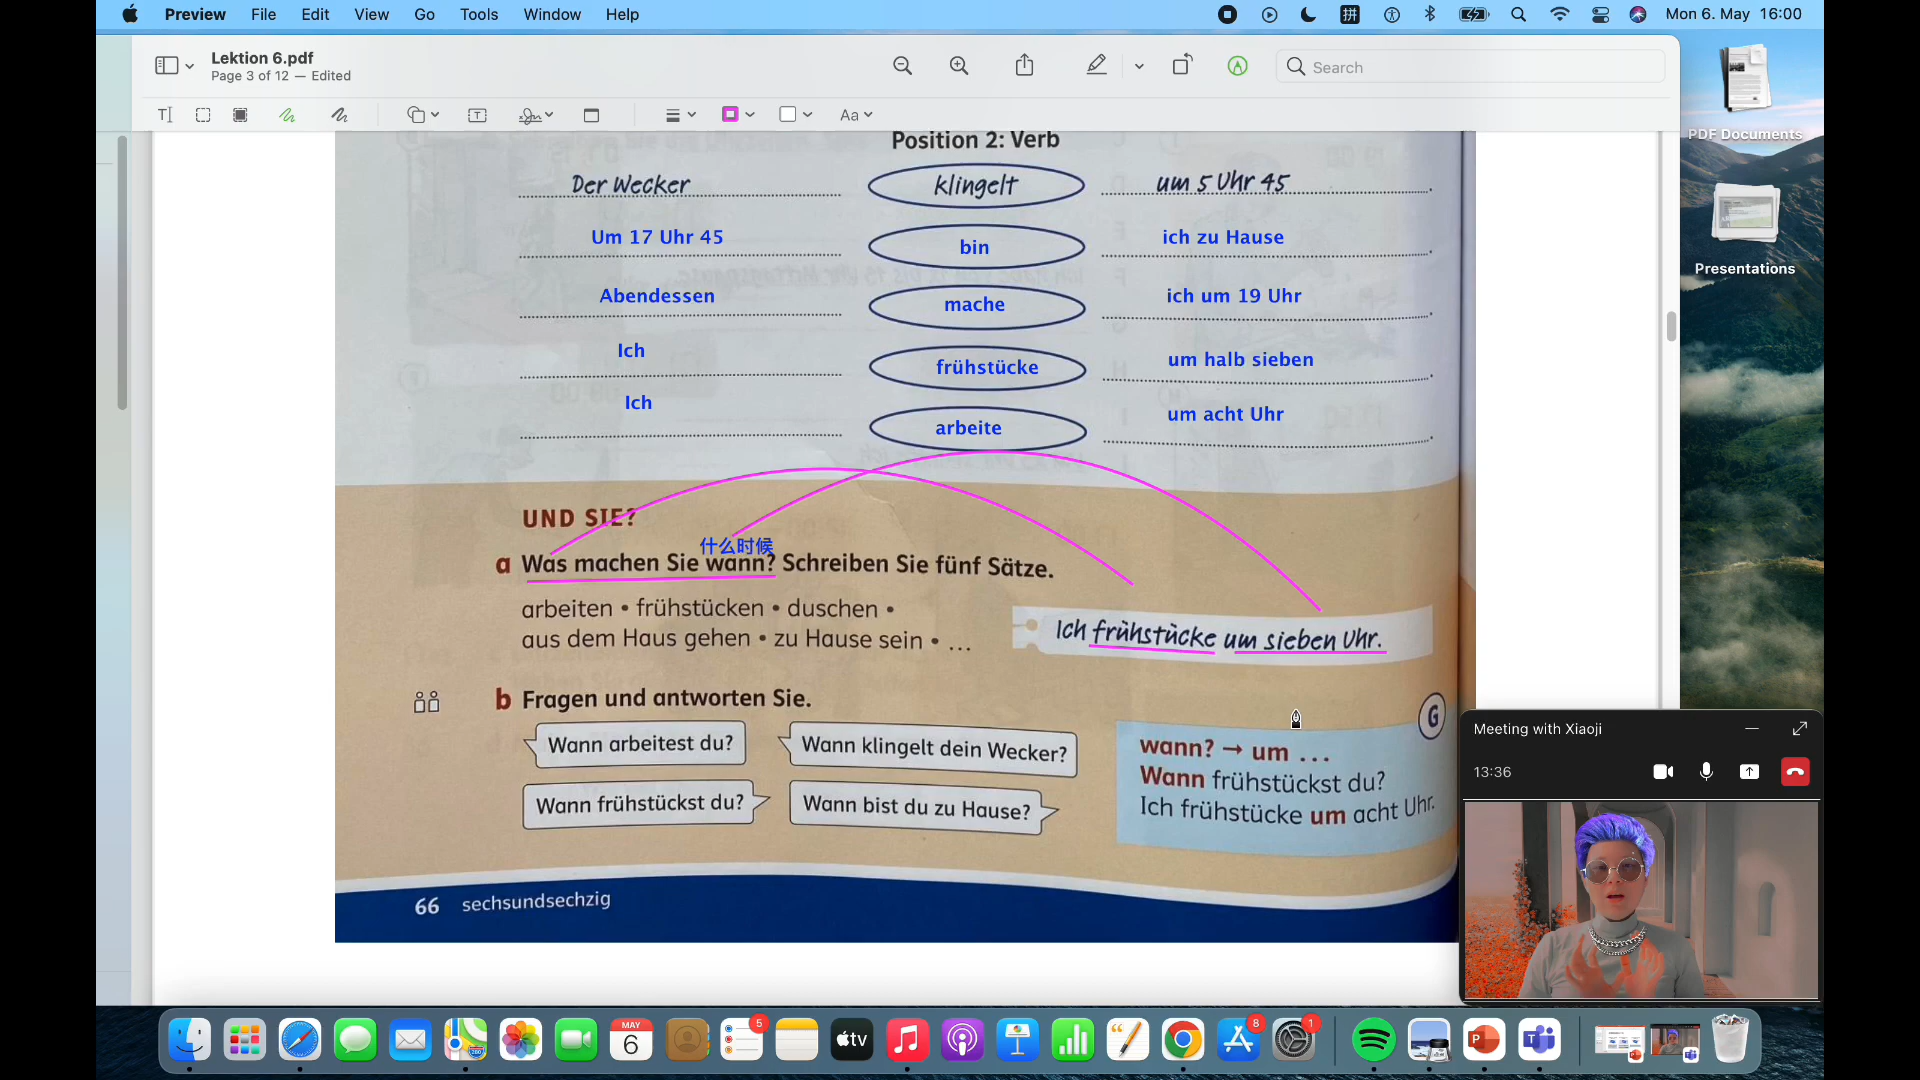 Preview File Edit View Go Tools Window Help
拼
Mon 6. May 16:00
Lektion 6.pdf
Page 3 of 12 — Edited
Search
Aa
PDF Documents
Presentations
Position 2: Verb
Der Wecker klingelt um 5 Uhr 45.
Um 17 Uhr 45 bin ich zu Hause.
Abendessen mache ich um 19 Uhr.
Ich frühstücke um halb sieben.
Ich arbeite um acht Uhr.
UND SIE?
什么时候
a Was machen Sie wann? Schreiben Sie fünf Sätze.
arbeiten • frühstücken • duschen •
aus dem Haus gehen • zu Hause sein • ...
Ich frühstücke um sieben Uhr.
b Fragen und antworten Sie.
Wann arbeitest du?
Wann klingelt dein Wecker?
Wann frühstückst du?
Wann bist du zu Hause?
G
wann? → um ...
Wann frühstückst du?
Ich frühstücke um acht Uhr.
66 sechsundsechzig
Meeting with Xiaoji
13:36
MAY
6
5
tv
8
1